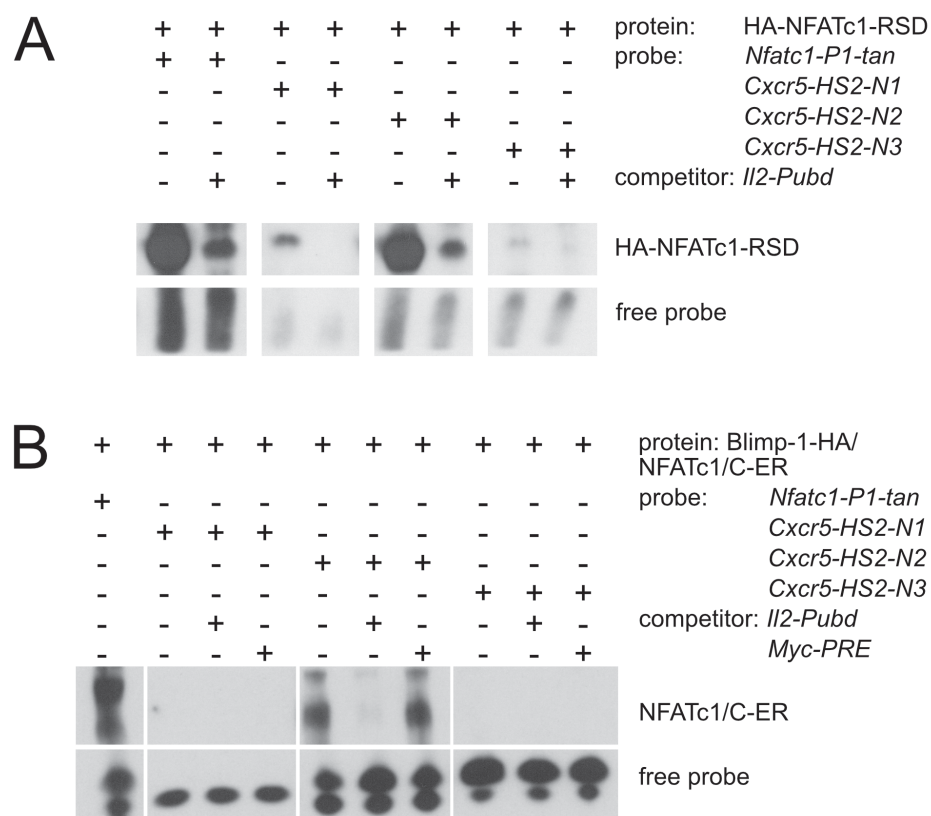 A
+ + + + + + + + protein: HA-NFATc1-RSD
+ + - - - - - - probe: Nfatc1-P1-tan
- - + + - - - - Cxcr5-HS2-N1
- - - - + + - - Cxcr5-HS2-N2
- - - - - - + + Cxcr5-HS2-N3
- + - + - + - + competitor: Il2-Pubd
HA-NFATc1-RSD
free probe
B
+ + + + + + + + + + protein: Blimp-1-HA/
NFATc1/C-ER
+ - - - - - - - - - probe: Nfatc1-P1-tan
- + + + - - - - - - Cxcr5-HS2-N1
- - - - + + + - - - Cxcr5-HS2-N2
- - - - - - - + + + Cxcr5-HS2-N3
- - + - - + - - + - competitor: Il2-Pubd
- - - + - - + - - + Myc-PRE
NFATc1/C-ER
free probe